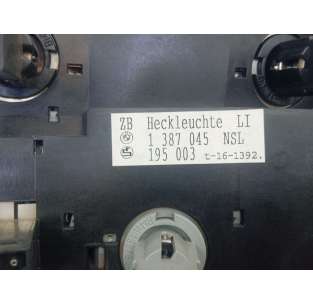 ZB Heckleuchte LI
1 387 045 NSL
195 003 t-16-1392.